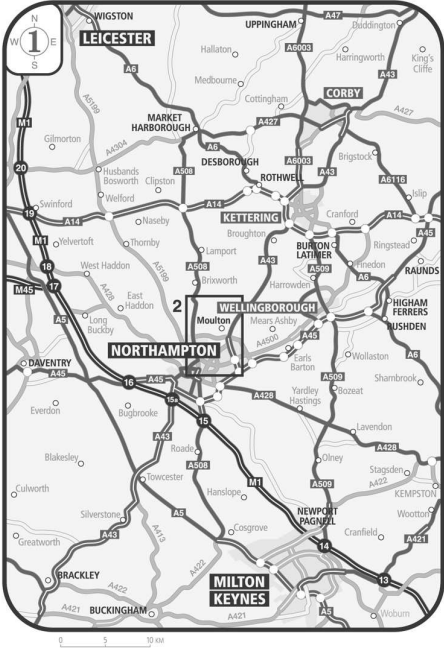 N
W 1 E
S
WIGSTON
LEICESTER
UPPINGHAM
A47
Duddington
A6003
Hallaton
Harringworth
King's
Cliffe
A6
Medbourne
A43
A5199
Cottingham
CORBY
M1
MARKET
HARBOROUGH
A427
A427
Gilmorton
A4304
DESBOROUGH
A6003
Brigstock
A43
20
Husbands
Bosworth
A508
ROTHWELL
A6116
Clipston
Welford
Islip
Swinford
A14
19
A14
Naseby
KETTERING
Cranford
A14
A45
M1
Yelvertoft
Thornby
Broughton
BURTON
LATIMER
Ringstead
A43
Lamport
18
West Haddon
A5199
A508
A509
Finedon
RAUNDS
M45
17
A428
Brixworth
Harrowden
A6
East
Haddon
2
WELLINGBOROUGH
HIGHAM
FERRERS
A5
Long
Buckby
Moulton
Mears Ashby
RUSHDEN
NORTHAMPTON
A4500
A45
DAVENTRY
A45
Earls
Barton
Wollaston
A6
16
A45
A509
Sharnbrook
Everdon
Bugbrooke
15A
A428
Yardley
Hastings
Bozeat
15
A43
Lavendon
Roade
A428
Blakesley
A508
Olney
Stagsden
Towcester
M1
A422
KEMPSTON
Culworth
Hanslope
A509
Silverstone
A5
NEWPORT
PAGNELL
Wootton
Greatworth
A43
A413
Cosgrove
Cranfield
A421
14
A422
BRACKLEY
MILTON
KEYNES
13
A422
A421
BUCKINGHAM
A421
A5
Woburn
0 5 10 KM